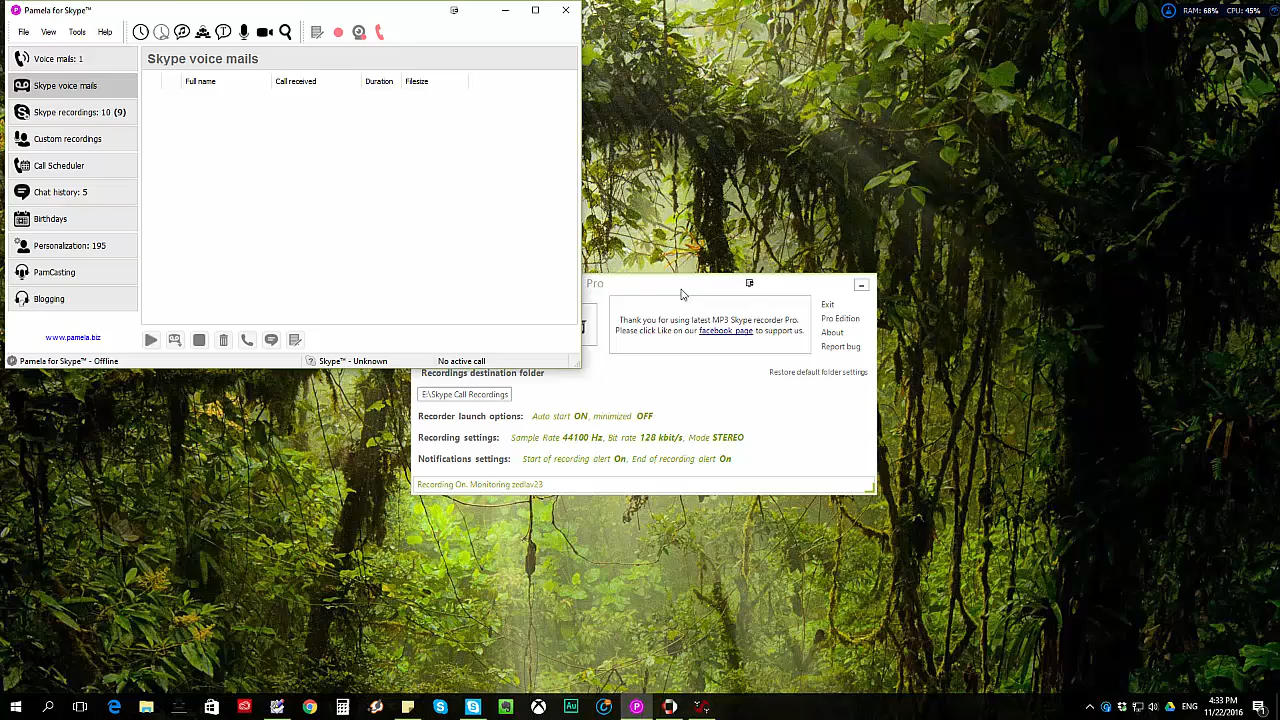 Pamela for Skype™
RAM: 68% CPU: 45%
File View Tools Help
Voice mails: 1
Skype voice mails
Skype recordings: 10 (9)
Custom recordings
Call Scheduler
Chat history: 5
Birthdays
Personalization: 195
PamCasting
Blogging
www.pamela.biz
Skype voice mails
Full name Call received Duration Filesize
Pamela for Skype™ - Offline Skype™ - Unknown No active call
Pro
Thank you for using latest MP3 Skype recorder Pro.
Please click Like on our facebook page to support us.
Exit
Pro Edition
About
Report bug
Recordings destination folder Restore default folder settings
E:\Skype Call Recordings
Recorder launch options: Auto start ON, minimized OFF
Recording settings: Sample Rate 44100 Hz, Bit rate 128 kbit/s, Mode STEREO
Notifications settings: Start of recording alert On, End of recording alert On
Recording On. Monitoring zedlav23
Au
ENG
4:33 PM
11/22/2016